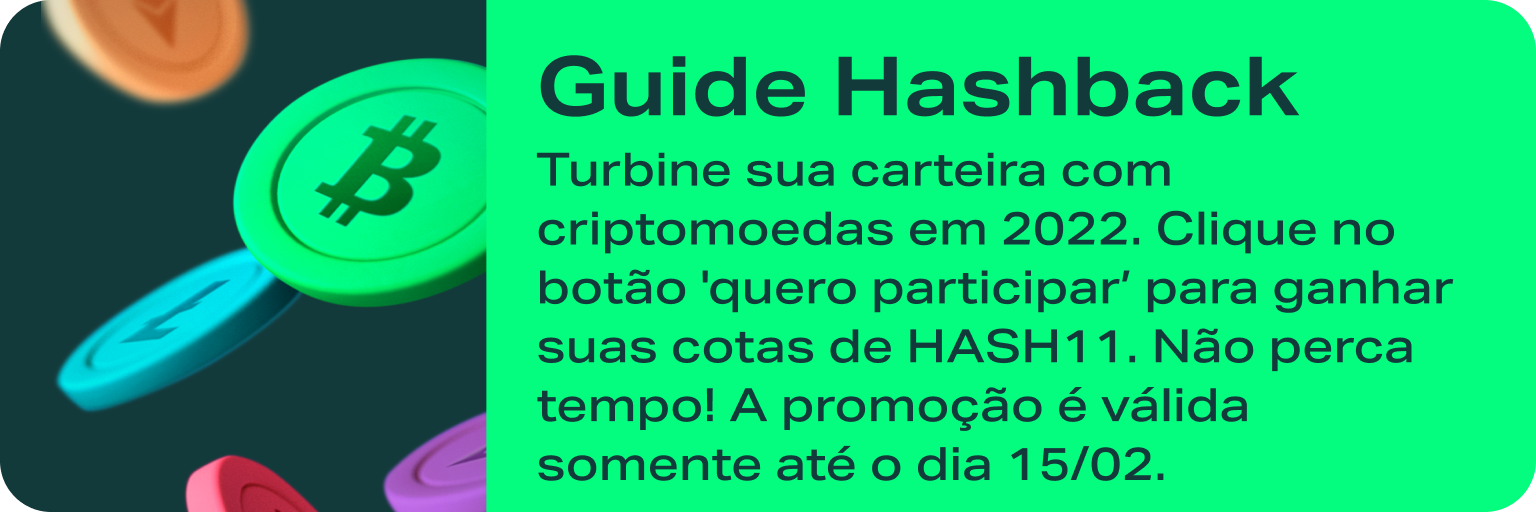 Guide Hashback
Turbine sua carteira com
criptomoedas em 2022. Clique no
botão 'quero participar’ para ganhar
suas cotas de HASH11. Não perca
tempo! A promoção é válida
somente até o dia 15/02.